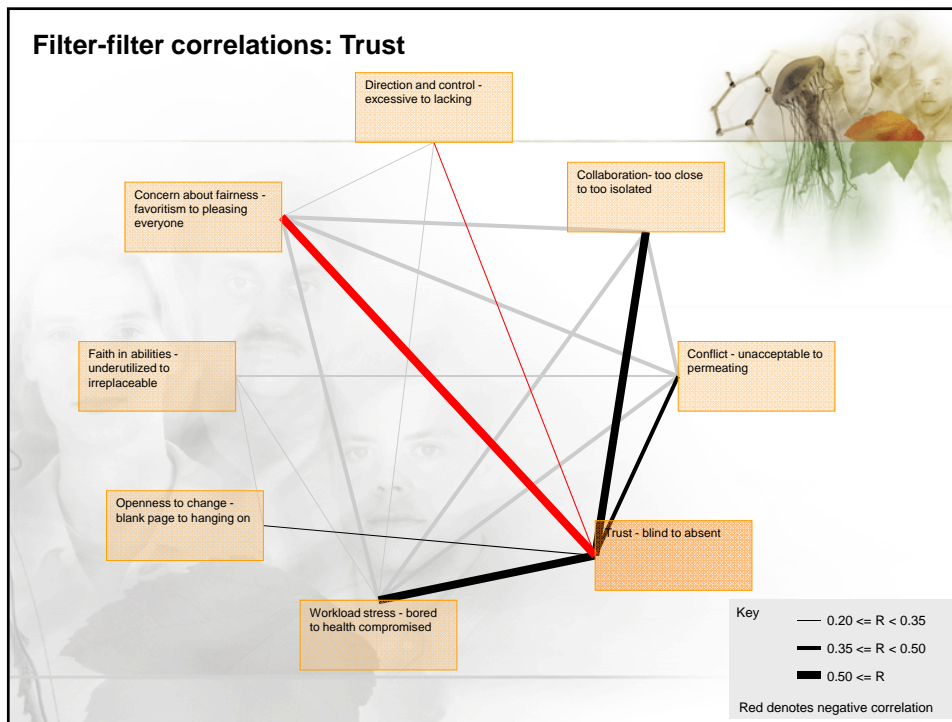 Filter-filter correlations: Trust
Direction and control -
excessive to lacking
Collaboration- too close
to too isolated
Concern about fairness -
favoritism to pleasing
everyone
Faith in abilities -
underutilized to
irreplaceable
Conflict - unacceptable to
permeating
Openness to change -
blank page to hanging on
Trust - blind to absent
Workload stress - bored
to health compromised
Key
0.20 <= R < 0.35
0.35 <= R < 0.50
0.50 <= R
Red denotes negative correlation